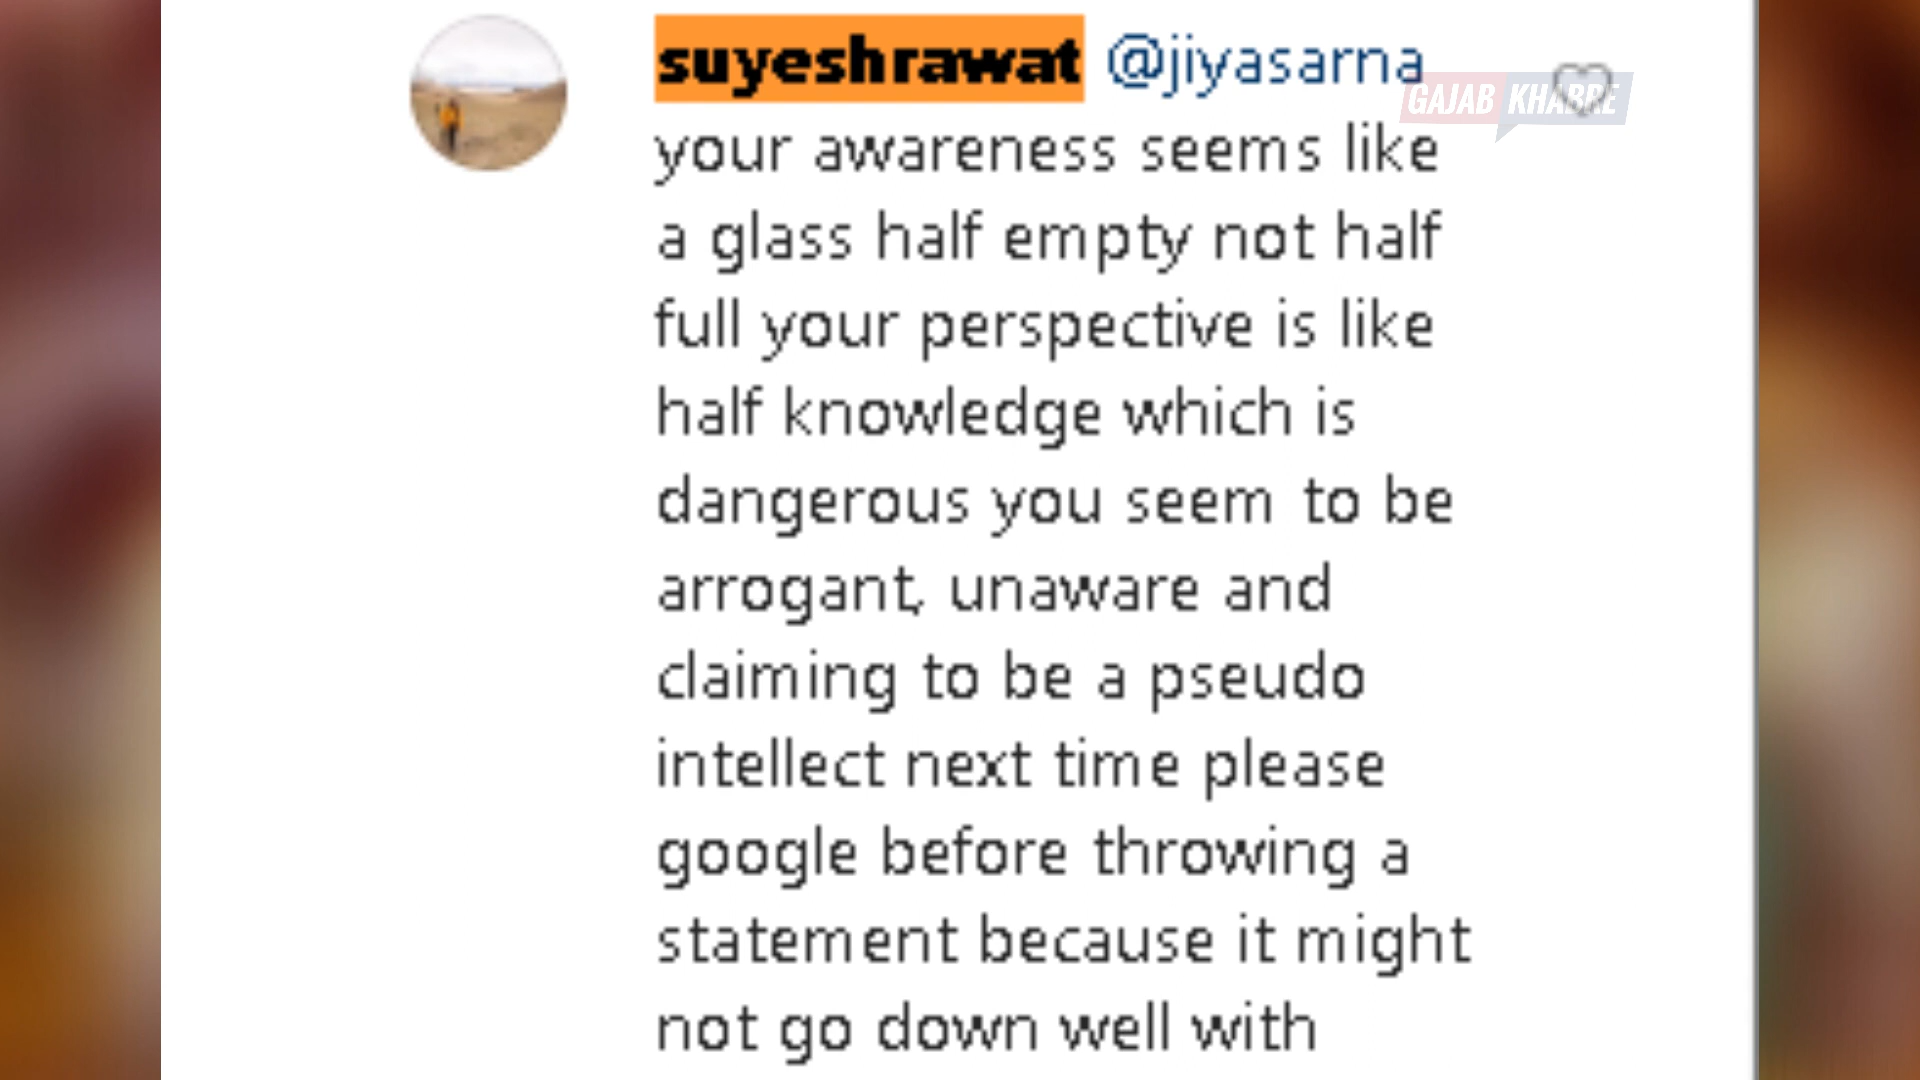 suyeshrawat @jiyasarna
GAJAB KHABRE
your awareness seems like
a glass half empty not half
full your perspective is like
half knowledge which is
dangerous you seem to be
arrogant, unaware and
claiming to be a pseudo
intellect next time please
google before throwing a
statement because it might
not go down well with